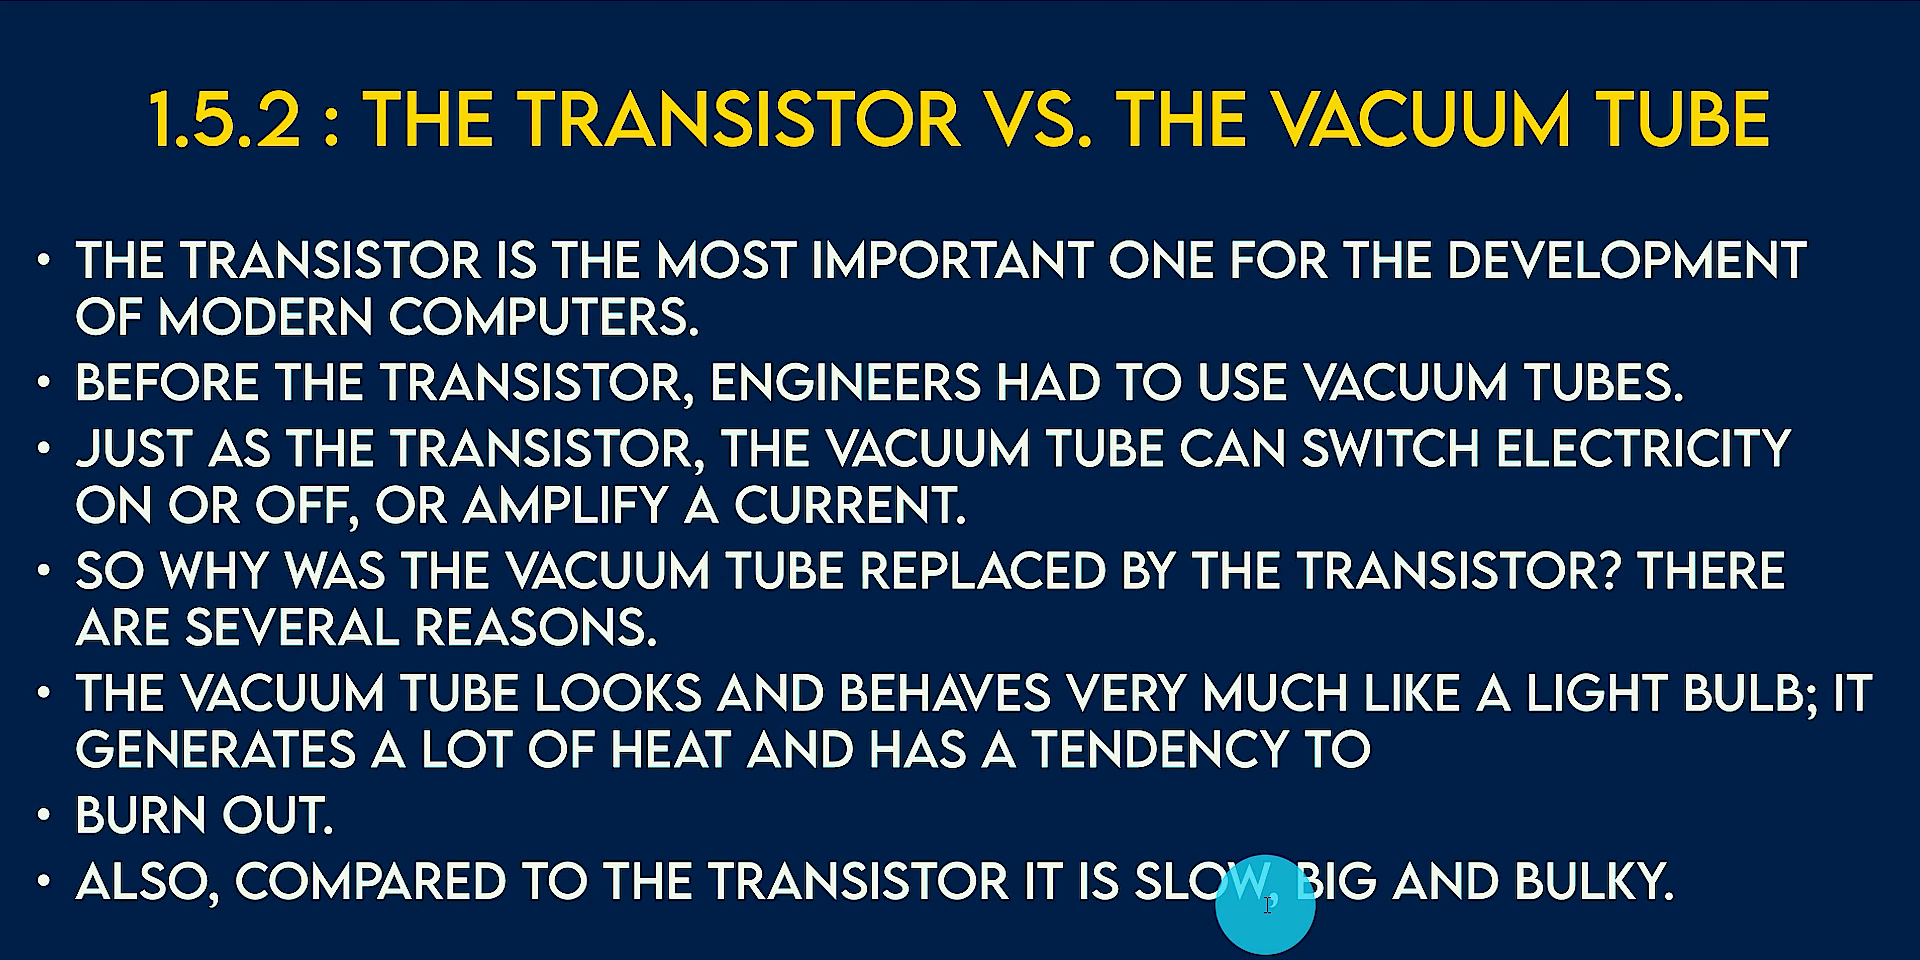 1.5.2 : THE TRANSISTOR VS. THE VACUUM TUBE
• THE TRANSISTOR IS THE MOST IMPORTANT ONE FOR THE DEVELOPMENT
OF MODERN COMPUTERS.
• BEFORE THE TRANSISTOR, ENGINEERS HAD TO USE VACUUM TUBES.
• JUST AS THE TRANSISTOR, THE VACUUM TUBE CAN SWITCH ELECTRICITY
ON OR OFF, OR AMPLIFY A CURRENT.
• SO WHY WAS THE VACUUM TUBE REPLACED BY THE TRANSISTOR? THERE
ARE SEVERAL REASONS.
• THE VACUUM TUBE LOOKS AND BEHAVES VERY MUCH LIKE A LIGHT BULB; IT
GENERATES A LOT OF HEAT AND HAS A TENDENCY TO
• BURN OUT.
• ALSO, COMPARED TO THE TRANSISTOR IT IS SLOW, BIG AND BULKY.